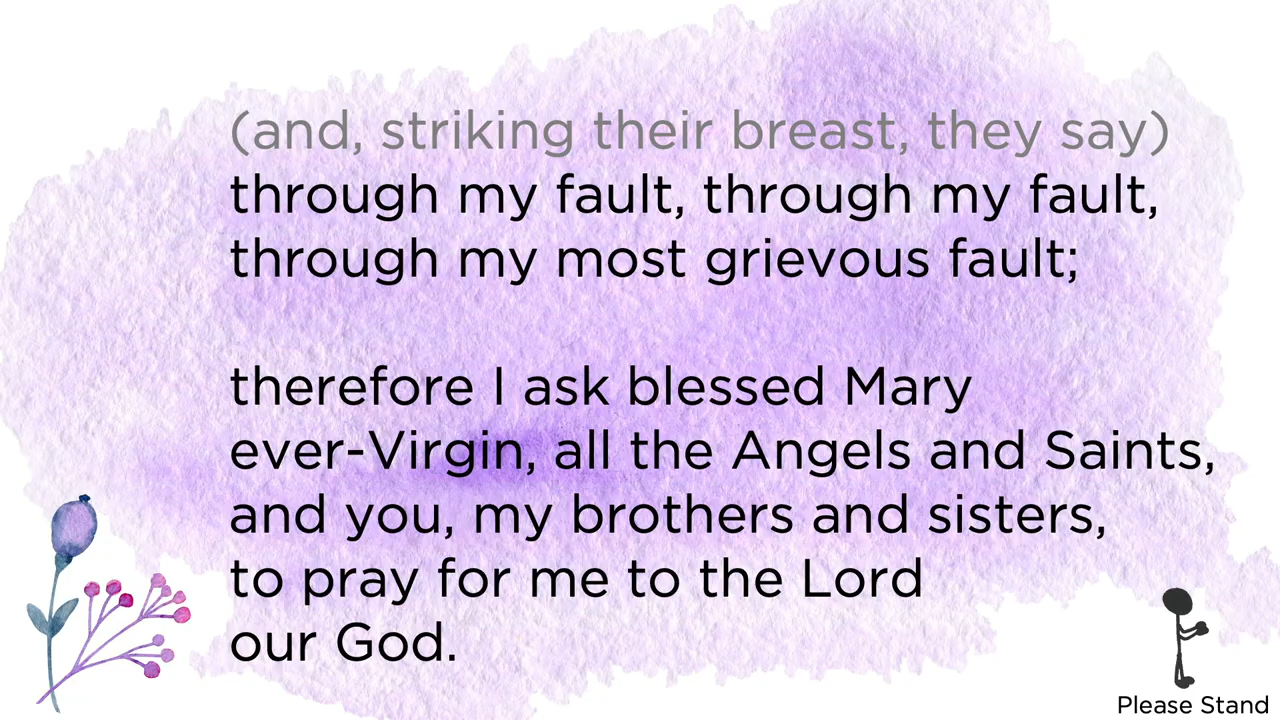 (and, striking their breast, they say)
through my fault, through my fault,
through my most grievous fault;
therefore I ask blessed Mary
ever-Virgin, all the Angels and Saints,
and you, my brothers and sisters,
to pray for me to the Lord
our God.
Please Stand